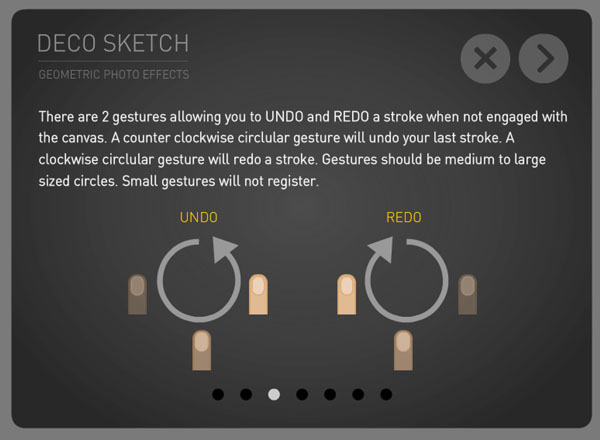 DECO SKETCH
GEOMETRIC PHOTO EFFECTS
There are 2 gestures allowing you to UNDO and REDO a stroke when not engaged with
the canvas. A counter clockwise circlular gesture will undo your last stroke. A
clockwise circlular gesture will redo a stroke. Gestures should be medium to large
sized circles. Small gestures will not register.
UNDO
REDO